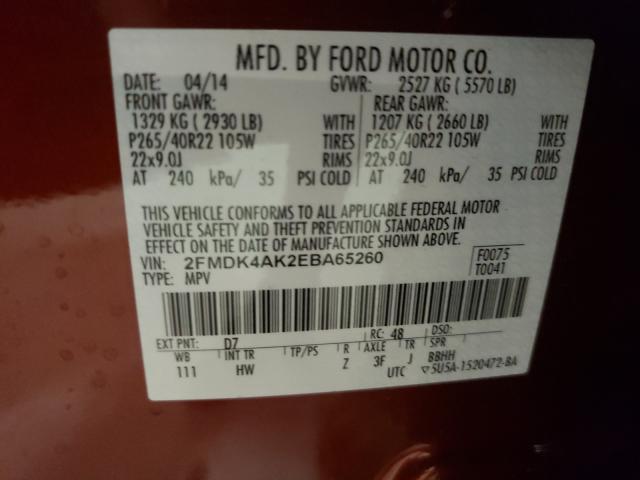 MFD. BY FORD MOTOR CO.
DATE: 04/14 GVWR: 2527 KG ( 5570 LB)
FRONT GAWR: REAR GAWR:
1329 KG ( 2930 LB) WITH 1207 KG ( 2660 LB) WITH
P265/40R22 105W TIRES P265/40R22 105W TIRES
22x9.0J RIMS 22x9.0J RIMS
AT 240 kPa/ 35 PSI COLD AT 240 kPa/ 35 PSI COLD
THIS VEHICLE CONFORMS TO ALL APPLICABLE FEDERAL MOTOR
VEHICLE SAFETY AND THEFT PREVENTION STANDARDS IN
EFFECT ON THE DATE OF MANUFACTURE SHOWN ABOVE.
VIN: 2FMDK4AK2EBA65260 F0075
TYPE: MPV T0041
EXT PNT: D7 RC: 48 DSO:
WB INT TR TP/PS R AXLE TR SPR
111 HW Z 3F J BBHH
UTC ▽5U5A-1520472-BA